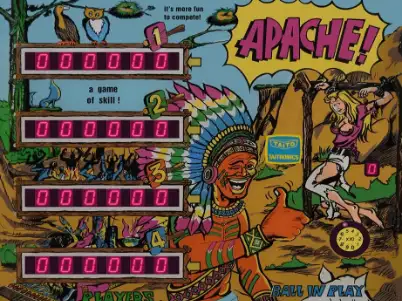 it's more fun
to compete!
APACHE!
1
000000
a game
of skill!
2
000000
TAITO
3
0
000000
4
000000
PLAYERS
BALL IN PLAY